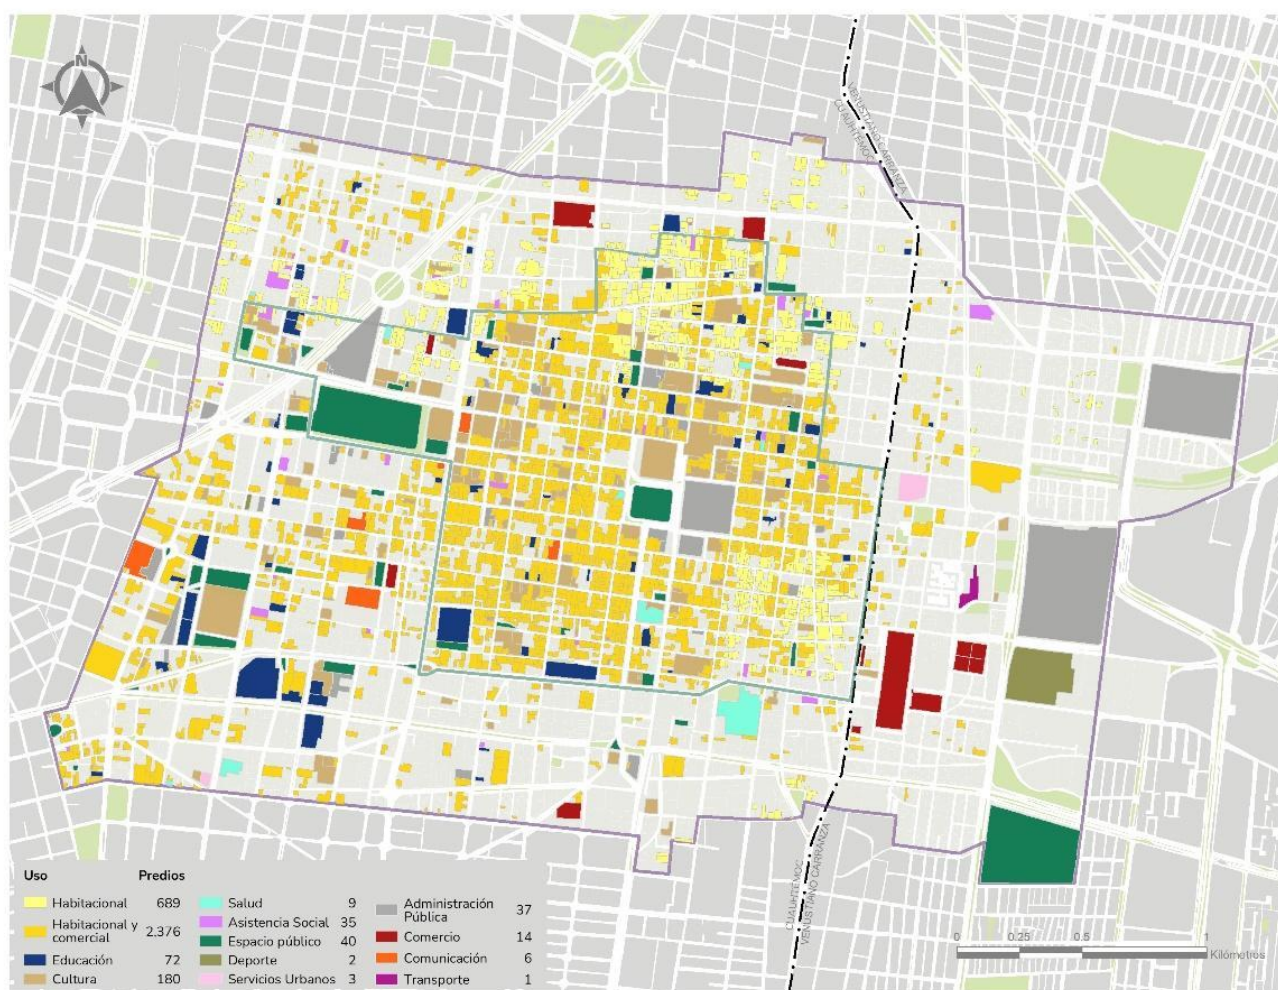 N
VENUSTIANO CARRANZA
CUAUHTEMOC
CUAUHTEMOC
VENUSTIANO CARRANZA
Uso Predios
Habitacional 689
Habitacional y
comercial 2,376
Educación 72
Cultura 180
Salud 9
Asistencia Social 35
Espacio público 40
Deporte 2
Servicios Urbanos 3
Administración
Pública 37
Comercio 14
Comunicación 6
Transporte 1
0 0.25 0.5 1
Kilómetros